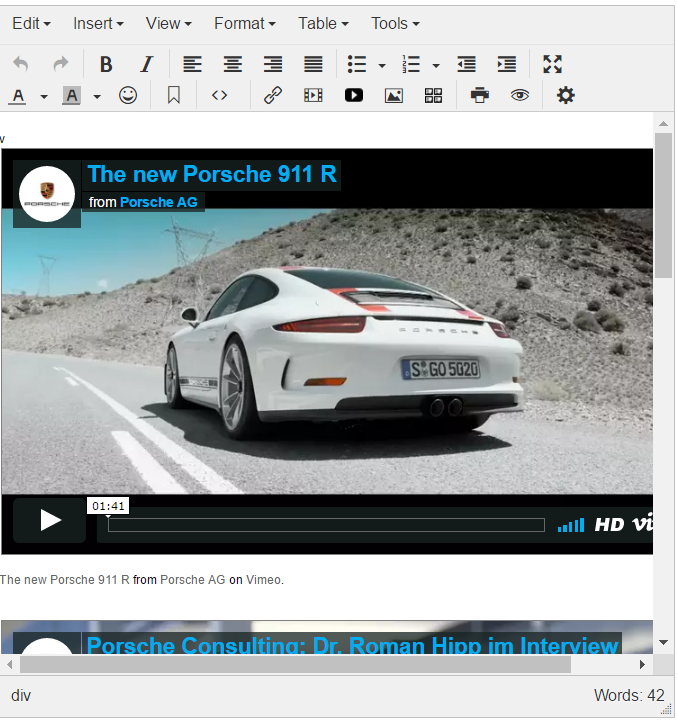 Edit Insert View Format Table Tools
B I
A A
v
The new Porsche 911 R
PORSCHE
from Porsche AG
PORSCHE
PORSCHE
S GO 5020
01:41
HD vi
The new Porsche 911 R from Porsche AG on Vimeo.
Porsche Consulting: Dr. Roman Hipp im Interview
div Words: 42